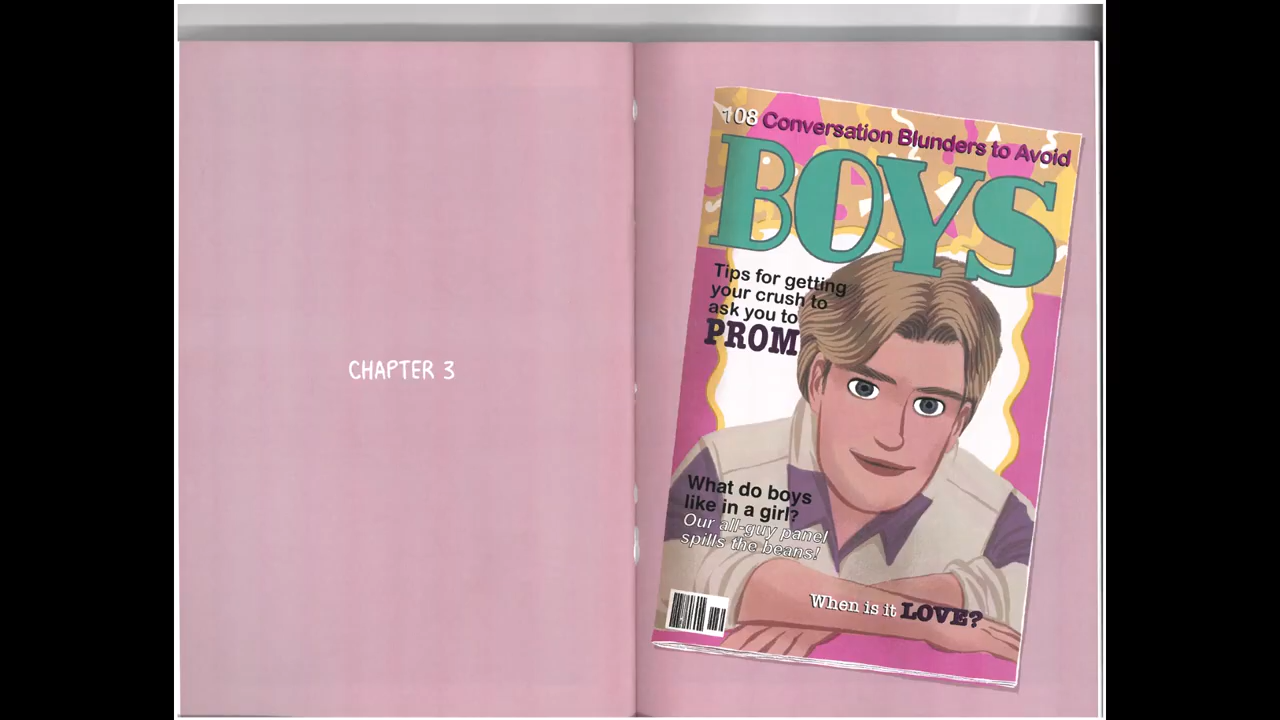 CHAPTER 3
108 Conversation Blunders to Avoid
BOYS
Tips for getting
your crush to
ask you to
PROM
What do boys
like in a girl?
Our all-guy panel
spills the beans!
When is it LOVE?